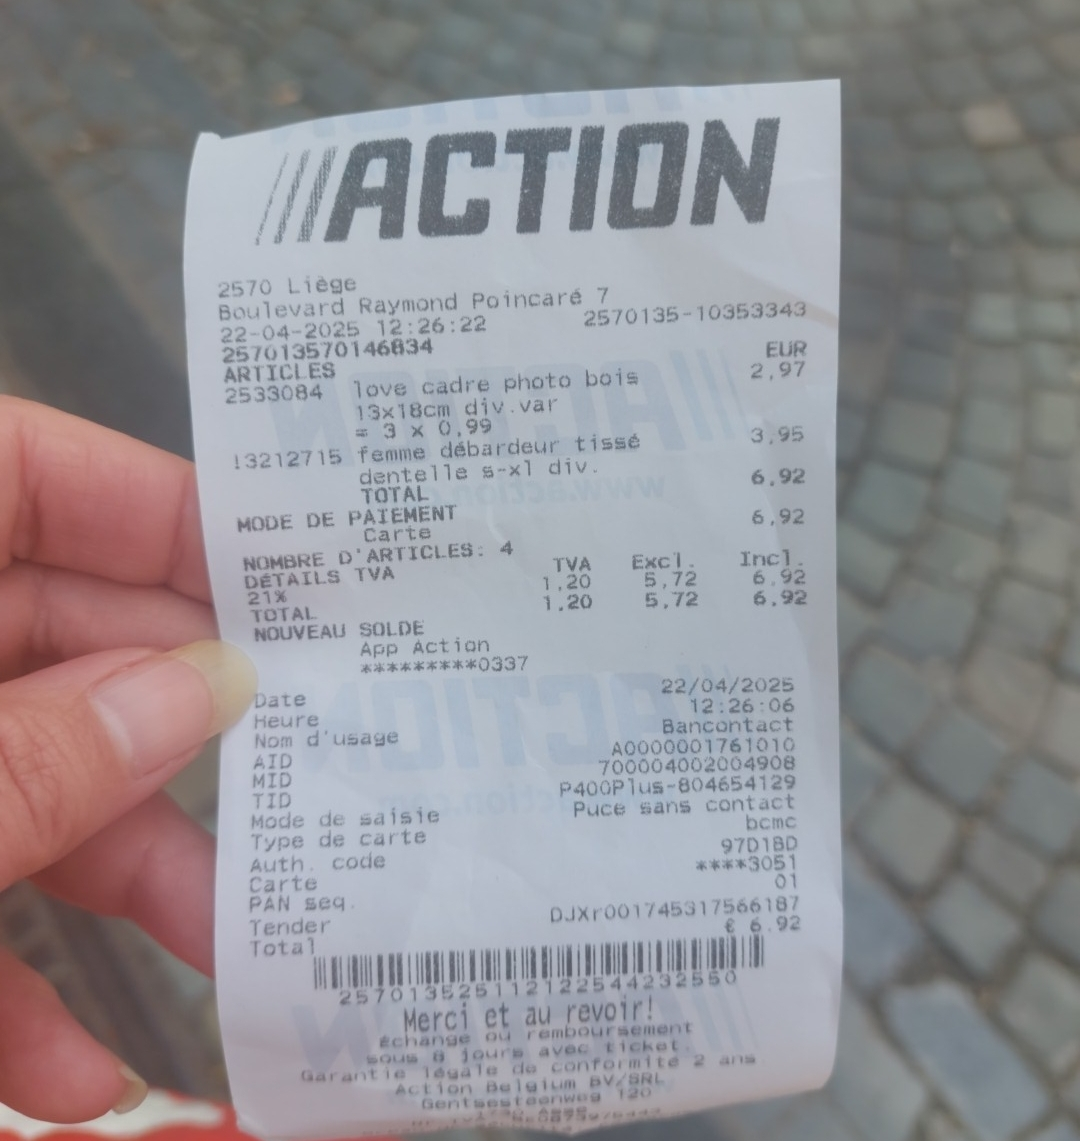 ACTION
2570 Liège
Boulevard Raymond Poincaré 7
22-04-2025 12:26:22 2570135-10353343
257013570146834
ARTICLES EUR
2533084 love cadre photo bois 2,97
13x18cm div.var
= 3 x 0,99
!3212715 femme débardeur tissé 3,95
dentelle s-xl div.
TOTAL 6,92
MODE DE PAIEMENT
Carte 6,92
NOMBRE D'ARTICLES: 4
DÉTAILS TVA TVA Excl. Incl.
21% 1,20 5,72 6,92
TOTAL 1,20 5,72 6,92
NOUVEAU SOLDE
App Action
*********0337
Date 22/04/2025
Heure 12:26:06
Nom d'usage Bancontact
AID A0000001761010
MID 700004002004908
TID P400Plus-804654129
Mode de saisie Puce sans contact
Type de carte bcmc
Auth. code 97D1BD
Carte ****3051
PAN seq. 01
Tender DJXr001745317566187
Total € 6.92
2570135251121222544232550
Merci et au revoir!
Échange ou remboursement
sous 8 jours avec ticket.
Garantie légale de conformité 2 ans
Action Belgium BV/SRL
Gentsesteenweg 120